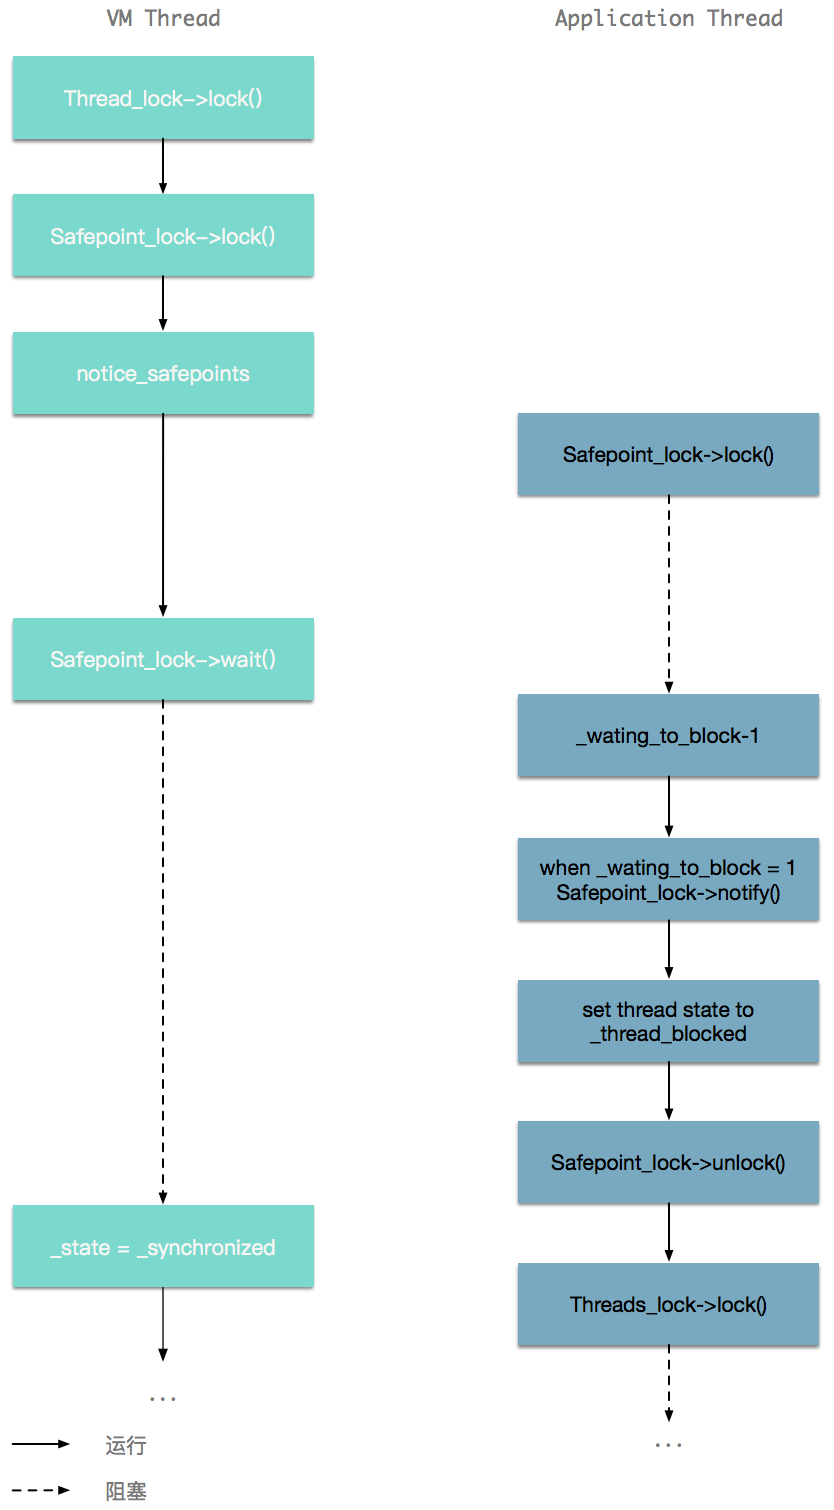 VM Thread
Application Thread
Thread_lock->lock()
Safepoint_lock->lock()
notice_safepoints
Safepoint_lock->lock()
Safepoint_lock->wait()
_wating_to_block-1
when _wating_to_block = 1
Safepoint_lock->notify()
set thread state to
_thread_blocked
Safepoint_lock->unlock()
_state = _synchronized
Threads_lock->lock()
...
...
运行
阻塞